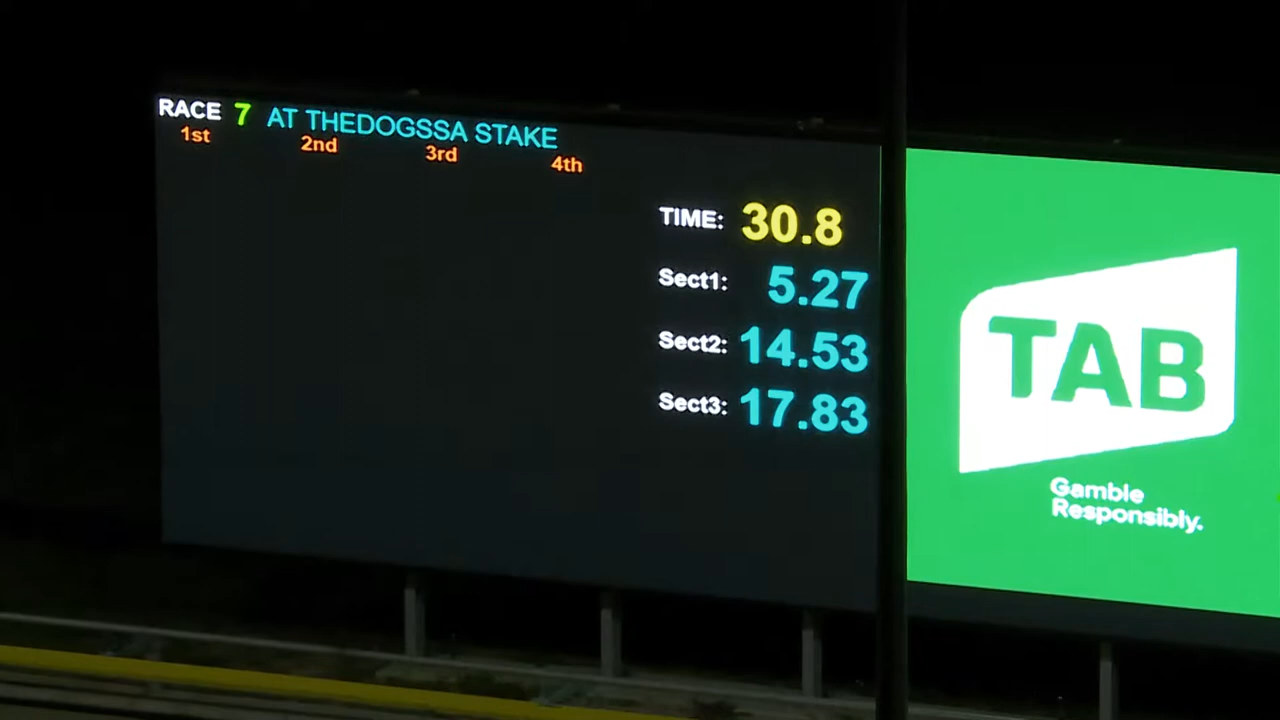 RACE 7 AT THEDOGSSA STAKE
1st 2nd 3rd 4th
TIME: 30.8
Sect1: 5.27
Sect2: 14.53
Sect3: 17.83
TAB
Gamble
Responsibly.